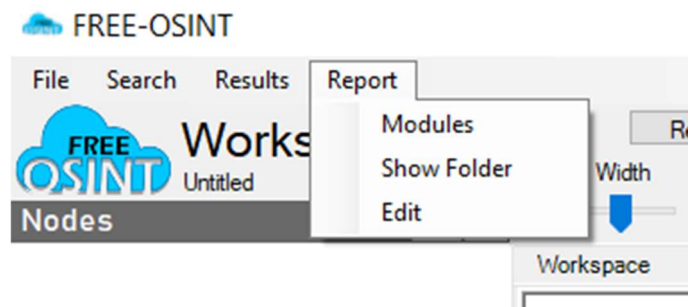 FREE-OSINT
File Search Results Report
FREE
OSINT
Works
Untitled
Modules
Show Folder
Edit
Width
Nodes
Workspace